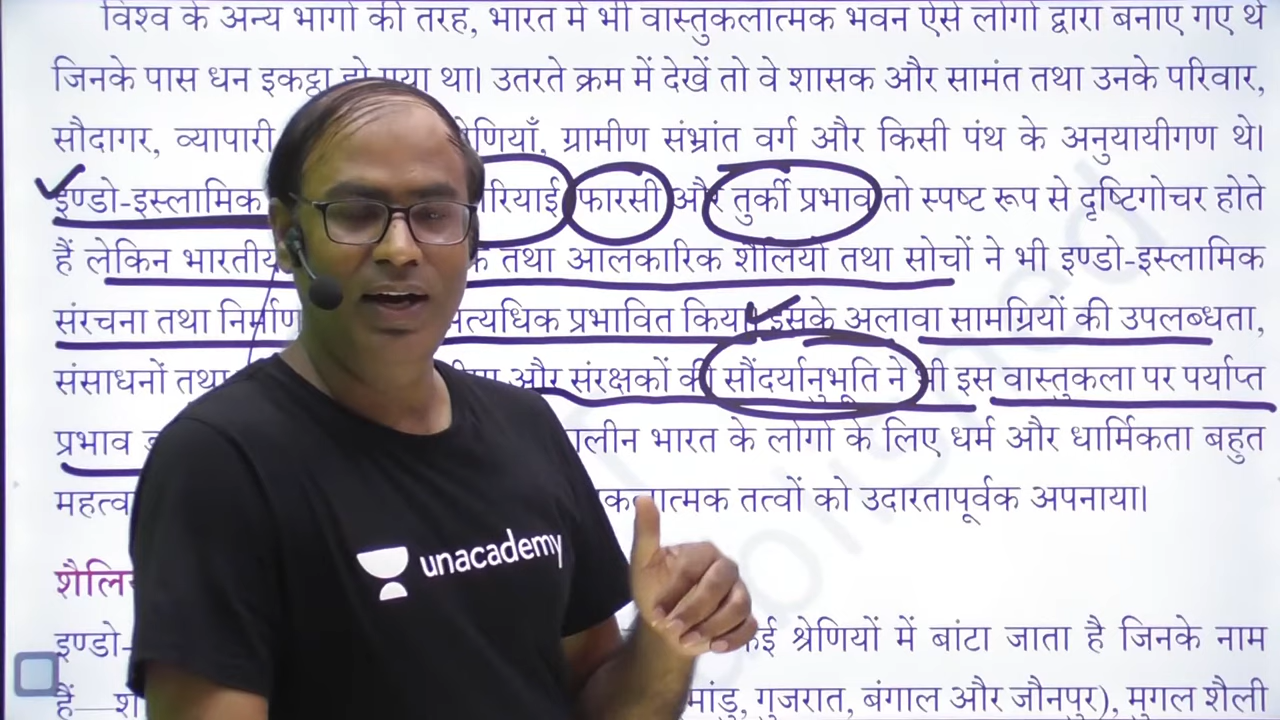 विश्व के अन्य भागों की तरह, भारत में भी वास्तुकलात्मक भवन ऐसे लोगों द्वारा बनाए गए थे
जिनके पास धन इकट्ठा हो गया था। उतरते क्रम में देखें तो वे शासक और सामंत तथा उनके परिवार,
सौदागर, व्यापारी श्रेणियाँ, ग्रामीण संभ्रांत वर्ग और किसी पंथ के अनुयायीगण थे।
इण्डो-इस्लामिक फारसी और तुर्की प्रभाव तो स्पष्ट रूप से दृष्टिगोचर होते
हैं लेकिन भारतीय तथा आलंकारिक शैलियों तथा सोचों ने भी इण्डो-इस्लामिक
संरचना तथा निर्माण अत्यधिक प्रभावित किया। इसके अलावा सामग्रियों की उपलब्धता,
संसाधनों तथा और संरक्षकों की सौंदर्यानुभूति ने भी इस वास्तुकला पर पर्याप्त
प्रभाव भारत के लोगों के लिए धर्म और धार्मिकता बहुत
तत्वों को उदारतापूर्वक अपनाया।
इण्डो- कई श्रेणियों में बांटा जाता है जिनके नाम
हैं— मांडु, गुजरात, बंगाल और जौनपुर), मुगल शैली
unacademy